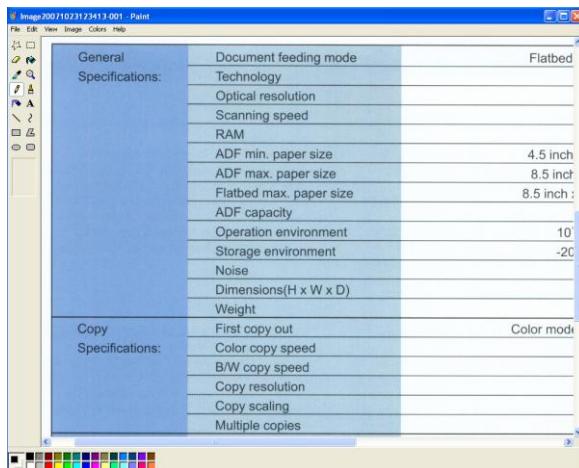 Image20071023123413-001 - Paint
File Edit View Image Colors Help
General Document feeding mode Flatbed
Specifications: Technology
Optical resolution
Scanning speed
RAM
ADF min. paper size 4.5 inch
ADF max. paper size 8.5 inch
Flatbed max. paper size 8.5 inch
ADF capacity
Operation environment 10
Storage environment -20
Noise
Dimensions(H x W x D)
Weight
Copy First copy out Color mode
Specifications: Color copy speed
B/W copy speed
Copy resolution
Copy scaling
Multiple copies